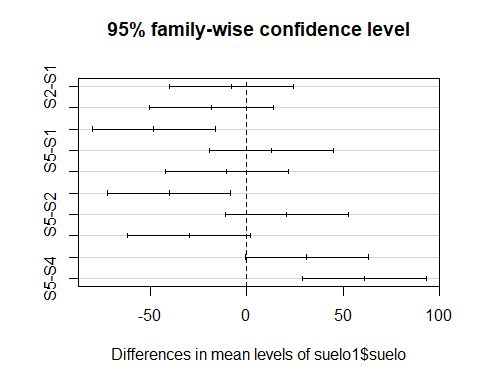 95% family-wise confidence level
S2-S1
S5-S1
S5-S2
S5-S4
-50
0
50
100
Differences in mean levels of suelo1$suelo